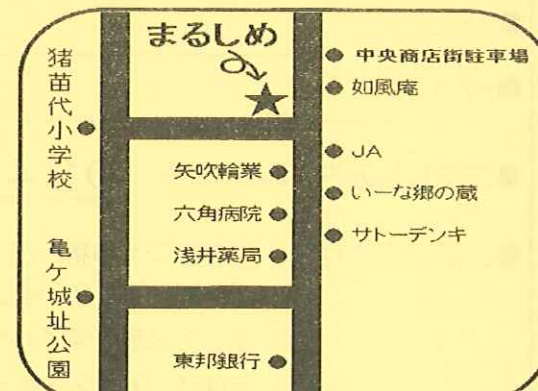 まるしめ
猪苗代小学校
亀ケ城址公園
中央商店街駐車場
如風庵
JA
いーな郷の蔵
サトーデンキ
矢吹輪業
六角病院
浅井薬局
東邦銀行